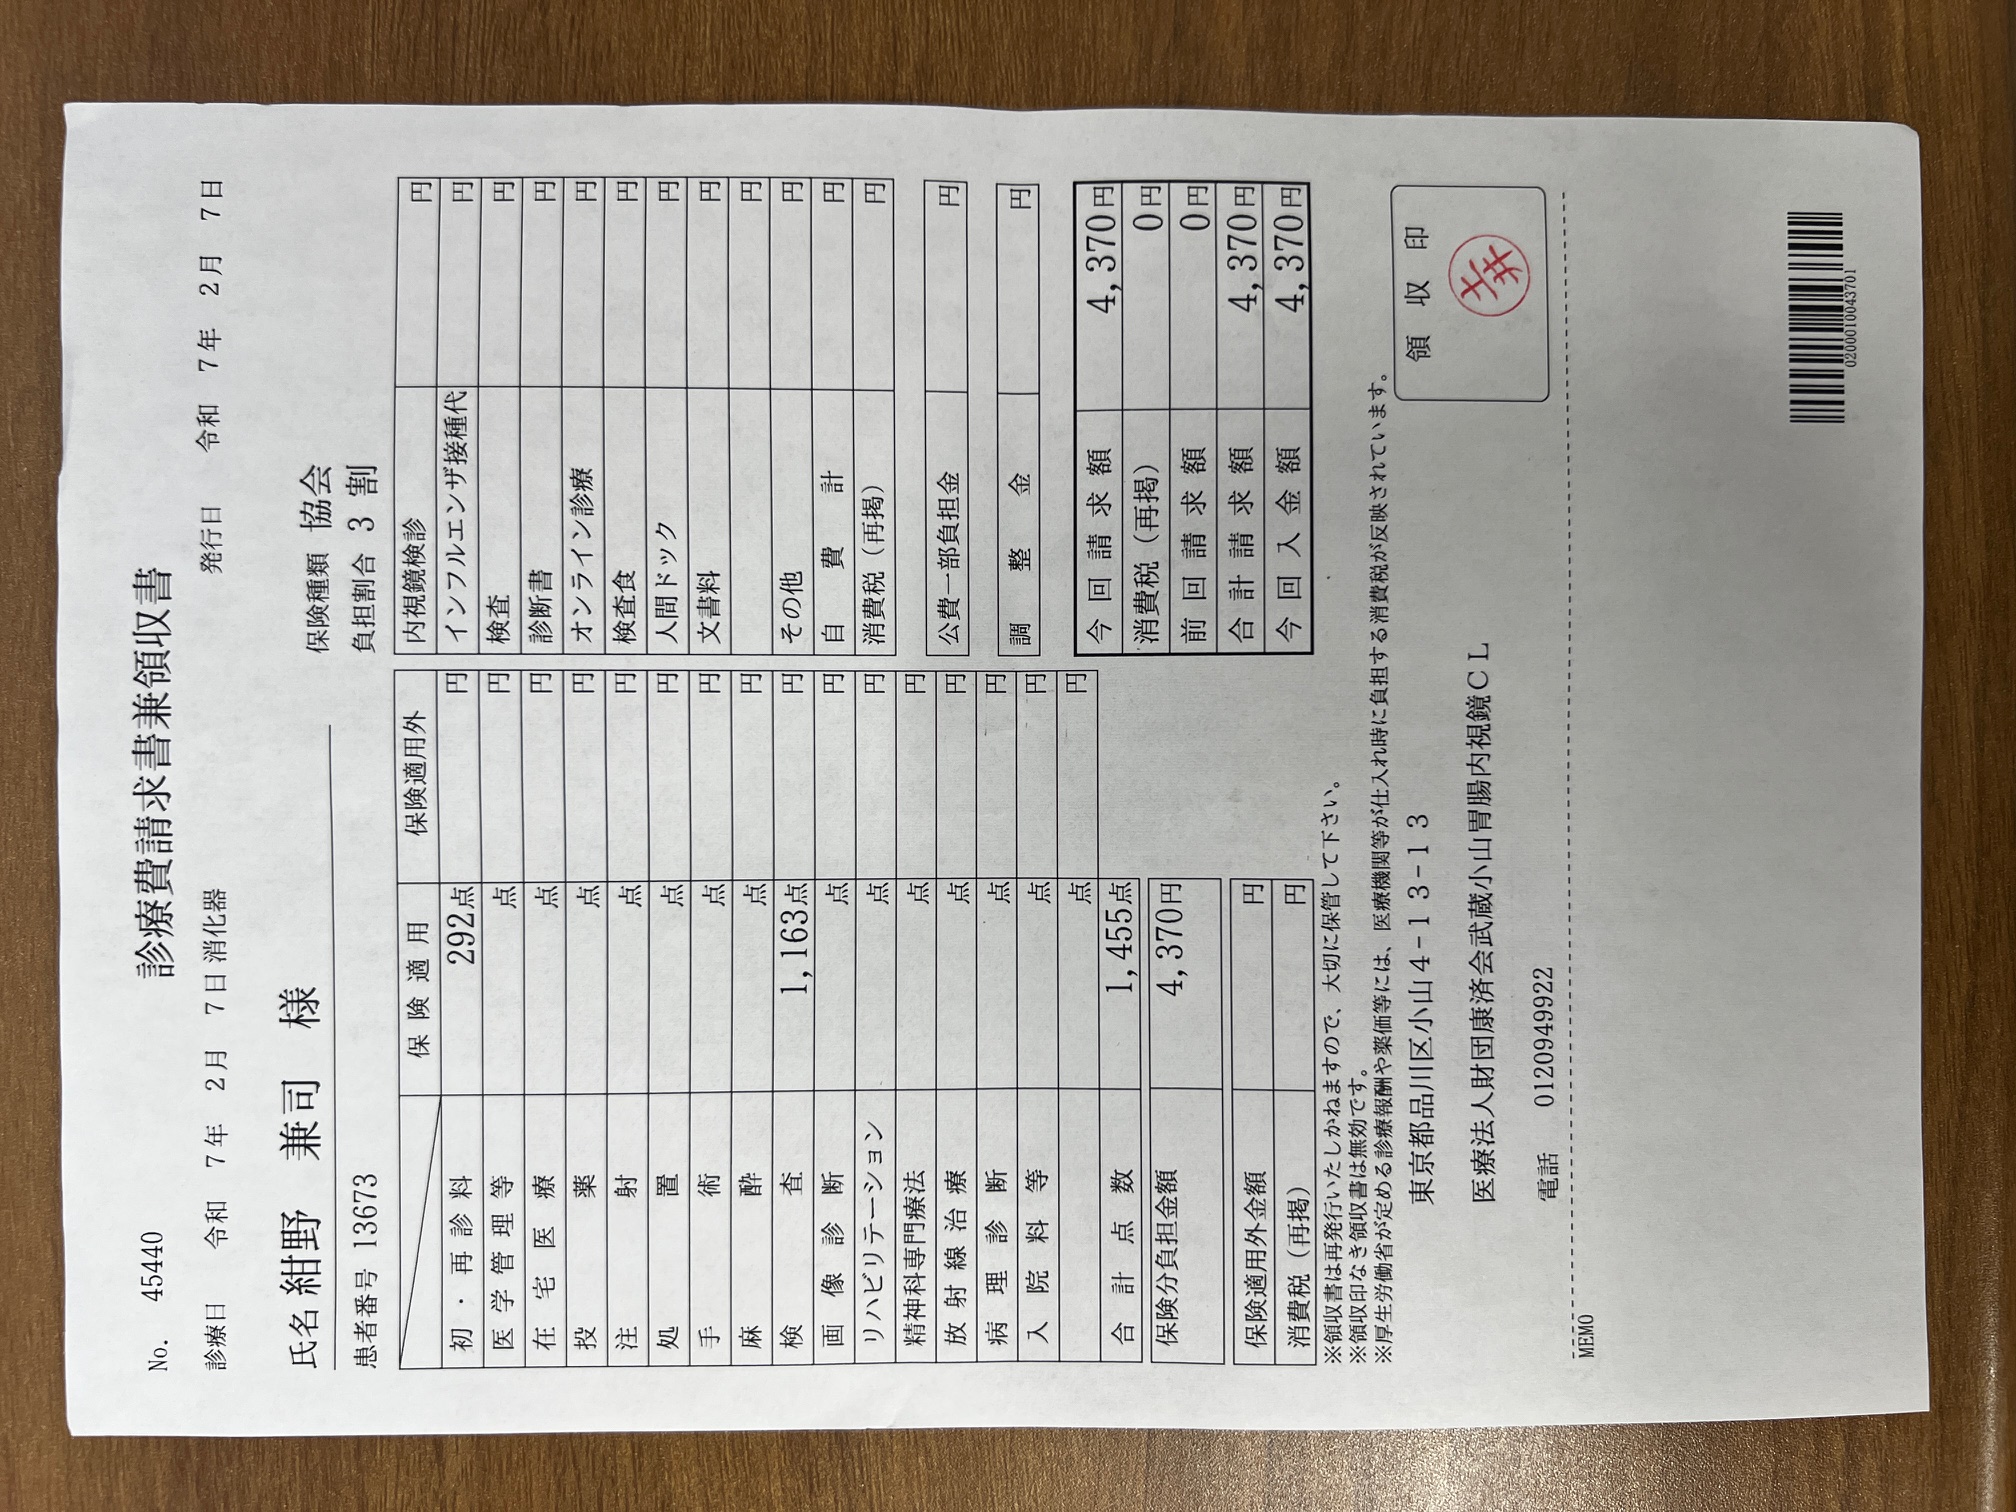 No. 45440
診療費請求書兼領収書
診療日 令和 7年 2月 7日 消化器
発行日 令和 7年 2月 7日
氏名 紺野 兼司 様
保険種類 協会
患者番号 13673
負担割合 3 割
保険適用 保険適用外
初・再診料 292点 円
医学管理等 点 円
在宅医療 点 円
投薬 点 円
注射 点 円
処置 点 円
手術 点 円
麻酔 点 円
検査 1,163点 円
画像診断 点 円
リハビリテーション 点 円
精神科専門療法 点 円
放射線治療 点 円
病理診断 点 円
入院料等 点 円
点 円
合計点数 1,455点
保険分負担金額 4,370円
保険適用外金額 円
消費税（再掲） 円
内視鏡検診 円
インフルエンザ接種代 円
検査 円
診断書 円
オンライン診療 円
検査食 円
人間ドック 円
文書料 円
円
その他 円
自費計 円
消費税（再掲） 円
公費一部負担金 円
調整金 円
今回請求額 4,370円
消費税（再掲） 0円
前回請求額 0円
合計請求額 4,370円
今回入金額 4,370円
※領収書は再発行いたしかねますので、大切に保管して下さい。
※領収印なき領収書は無効です。
※厚生労働省が定める診療報酬や薬価等には、医療機関等が仕入れ時に負担する消費税が反映されています。
東京都品川区小山４−１３−１３
医療法人財団康済会武蔵小山胃腸内視鏡ＣＬ
電話 0120949922
領収印
土井
MEMO
0200010043701